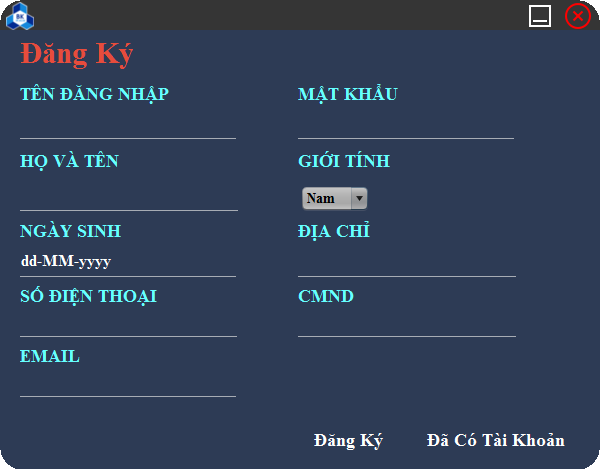 BK
Đăng Ký
TÊN ĐĂNG NHẬP
MẬT KHẨU
HỌ VÀ TÊN
GIỚI TÍNH
Nam
NGÀY SINH
ĐỊA CHỈ
dd-MM-yyyy
SỐ ĐIỆN THOẠI
CMND
EMAIL
Đăng Ký
Đã Có Tài Khoản